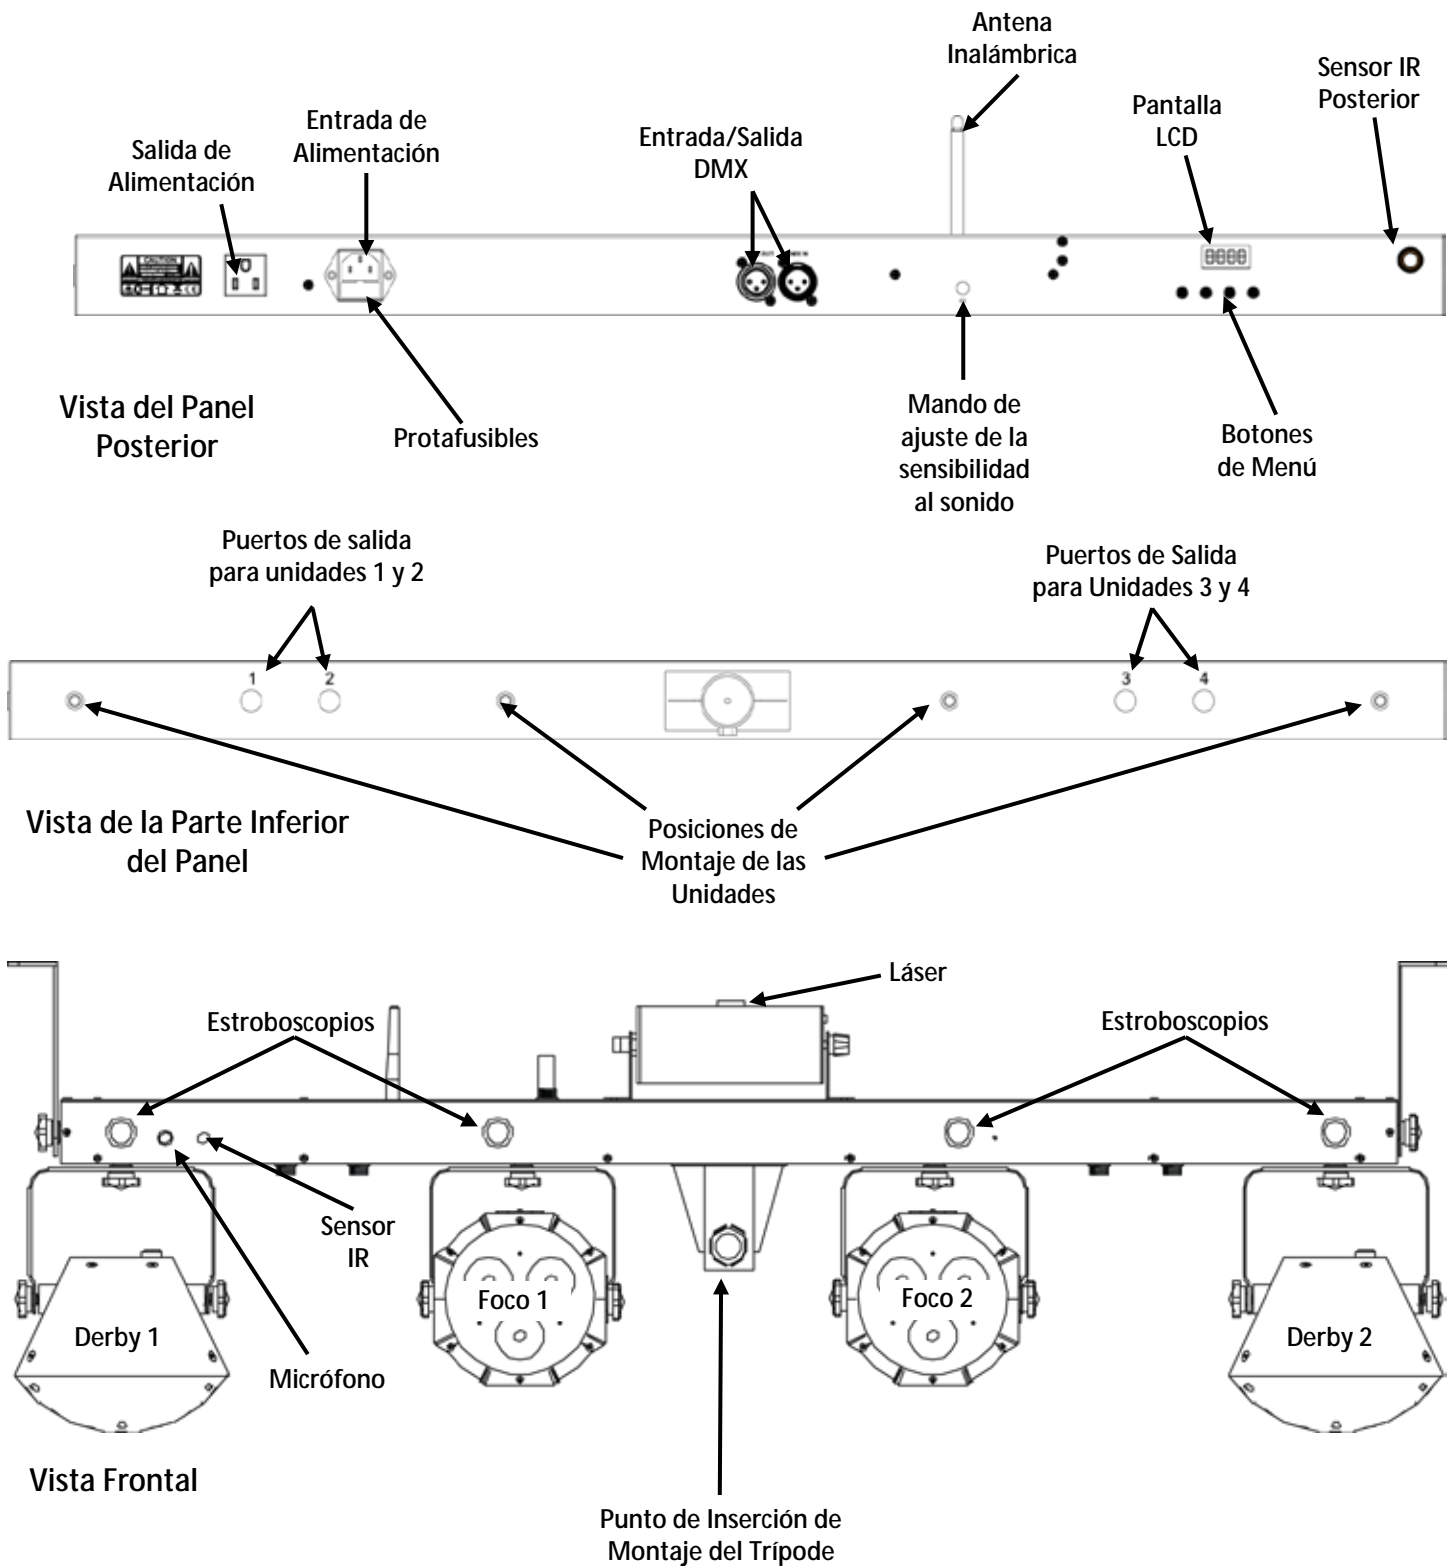 Antena
Inalámbrica
Sensor IR
Posterior
Pantalla
LCD
Entrada de
Alimentación
Entrada/Salida
DMX
Salida de
Alimentación
CAUTION
Vista del Panel
Posterior
Protafusibles
Mando de
ajuste de la
sensibilidad
al sonido
Botones
de Menú
Puertos de salida
para unidades 1 y 2
Puertos de Salida
para Unidades 3 y 4
1
2
3
4
Vista de la Parte Inferior
del Panel
Posiciones de
Montaje de las
Unidades
Láser
Estroboscopios
Estroboscopios
Sensor
IR
Foco 1
Foco 2
Derby 1
Derby 2
Micrófono
Vista Frontal
Punto de Inserción de
Montaje del Trípode